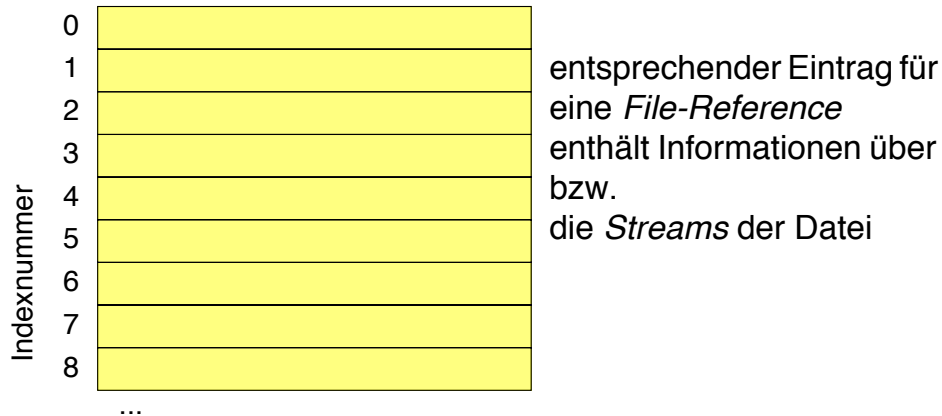 0
1
2
3
4
5
6
7
8
...
Indexnummer
entsprechender Eintrag für
eine File-Reference
enthält Informationen über
bzw.
die Streams der Datei